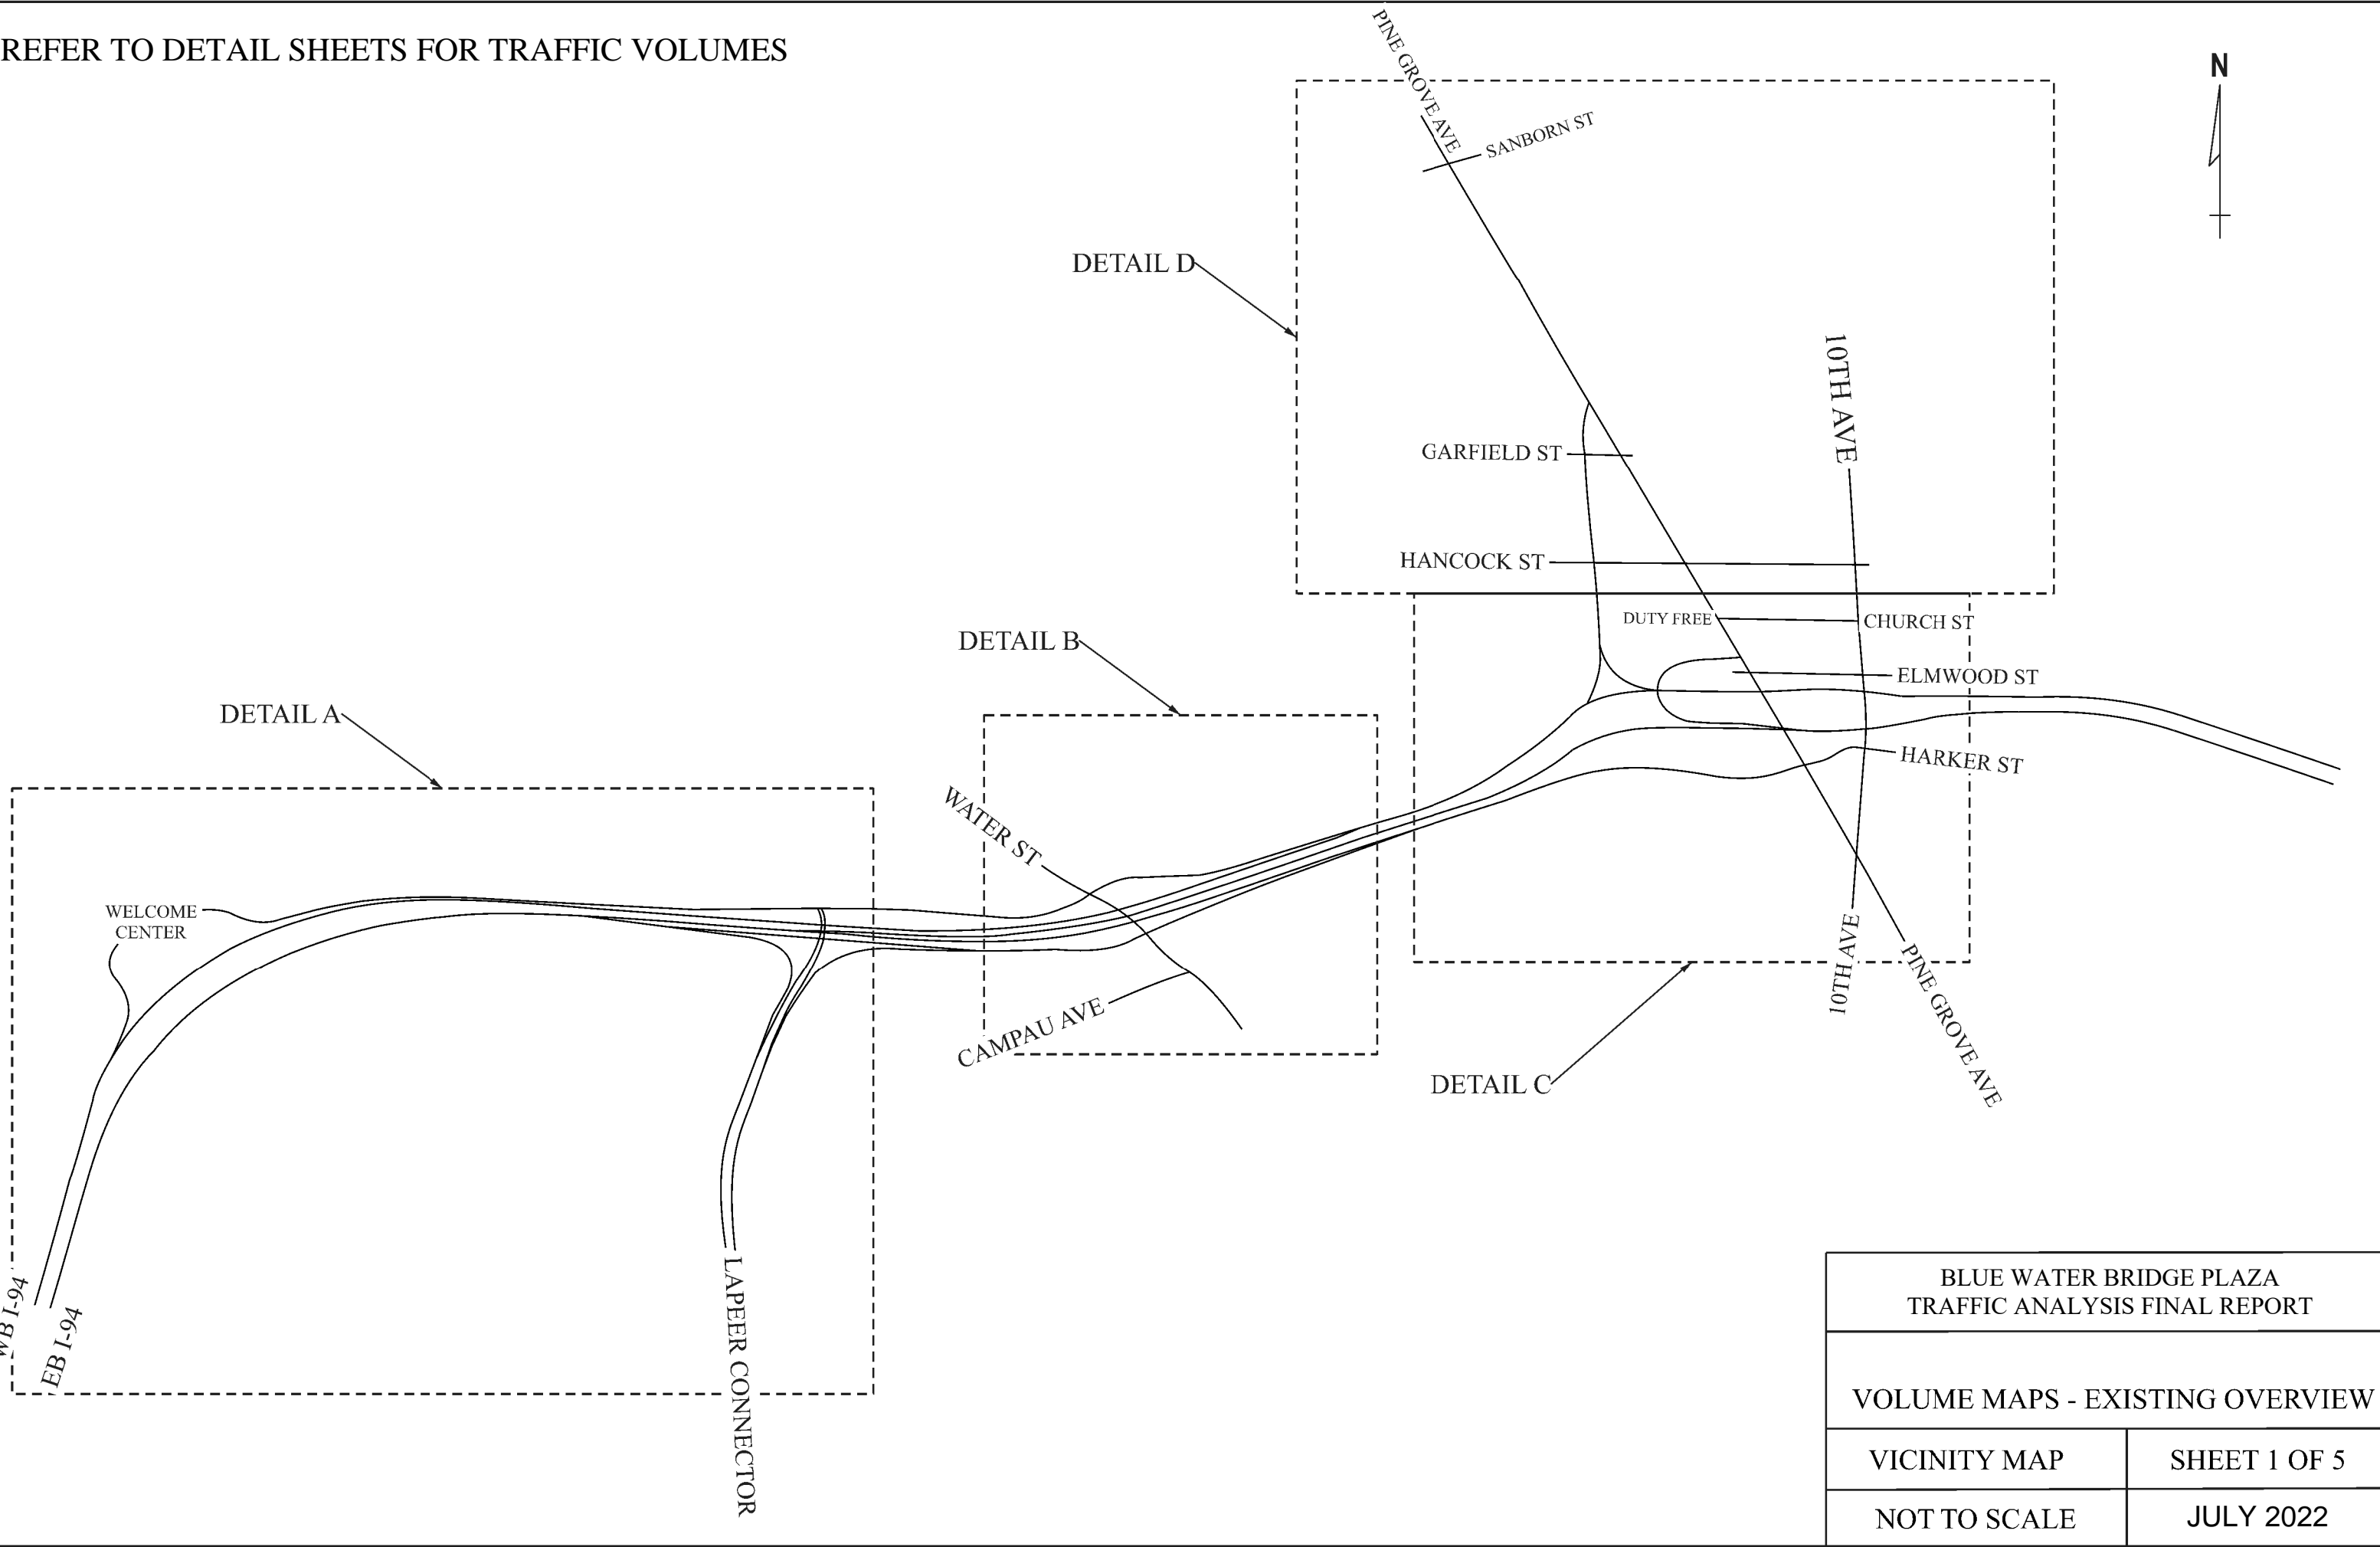 REFER TO DETAIL SHEETS FOR TRAFFIC VOLUMES
PINE GROVE AVE
N
SANBORN ST
DETAIL D
10TH AVE
GARFIELD ST
HANCOCK ST
DUTY FREE
CHURCH ST
DETAIL B
ELMWOOD ST
DETAIL A
HARKER ST
WATER ST
WELCOME
CENTER
10TH AVE
PINE GROVE AVE
CAMPAU AVE
DETAIL C
WB I-94
EB I-94
LAPEER CONNECTOR
BLUE WATER BRIDGE PLAZA
TRAFFIC ANALYSIS FINAL REPORT
VOLUME MAPS - EXISTING OVERVIEW
VICINITY MAP
SHEET 1 OF 5
NOT TO SCALE
JULY 2022